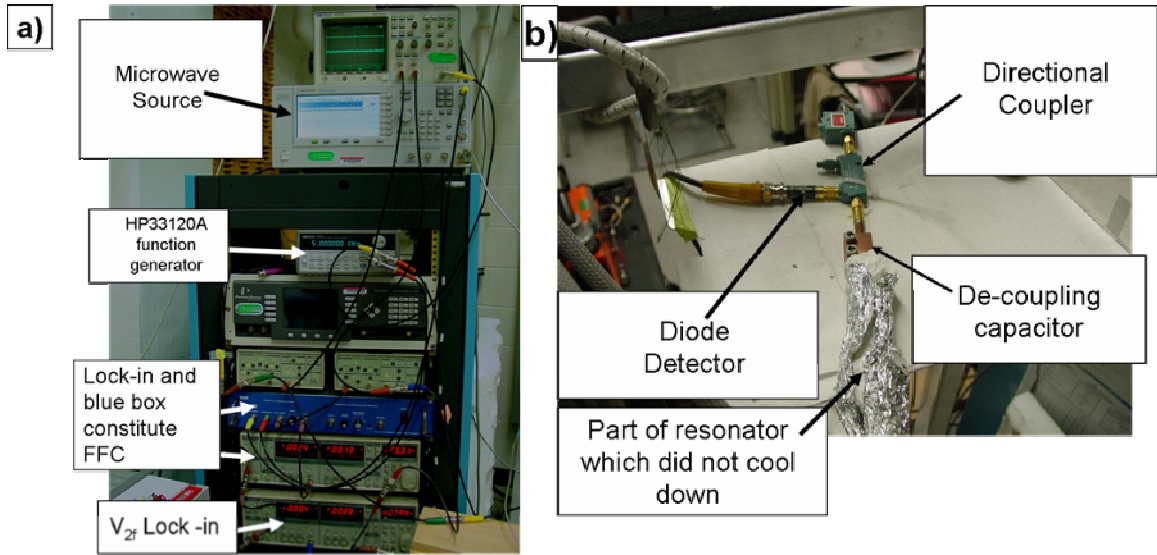 a)
Microwave
Source
HP33120A
function
generator
Lock-in and
blue box
constitute
FFC
V2f Lock -in
b)
Directional
Coupler
Diode
Detector
De-coupling
capacitor
Part of resonator
which did not cool
down